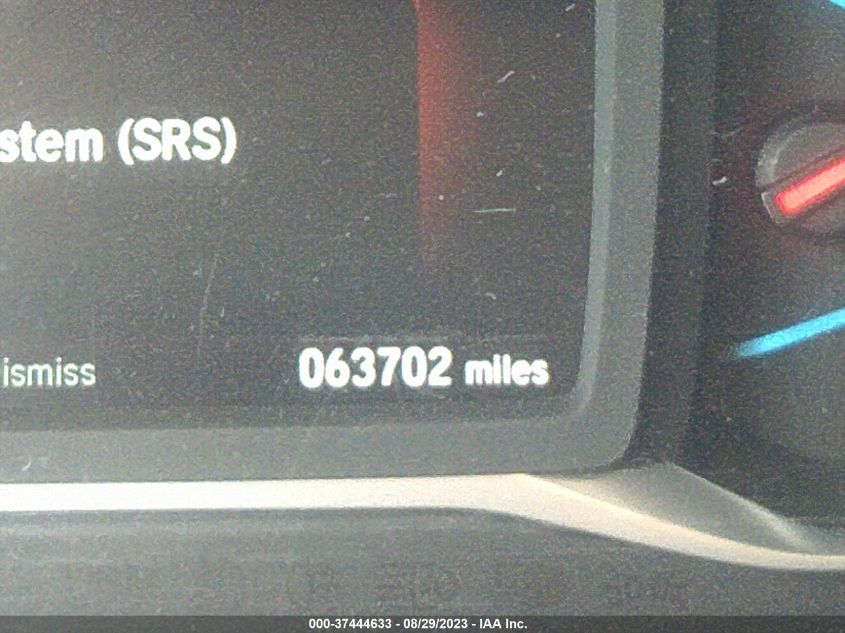 stem (SRS)
ismiss
063702 miles
000-37444633 - 08/29/2023 - IAA Inc.